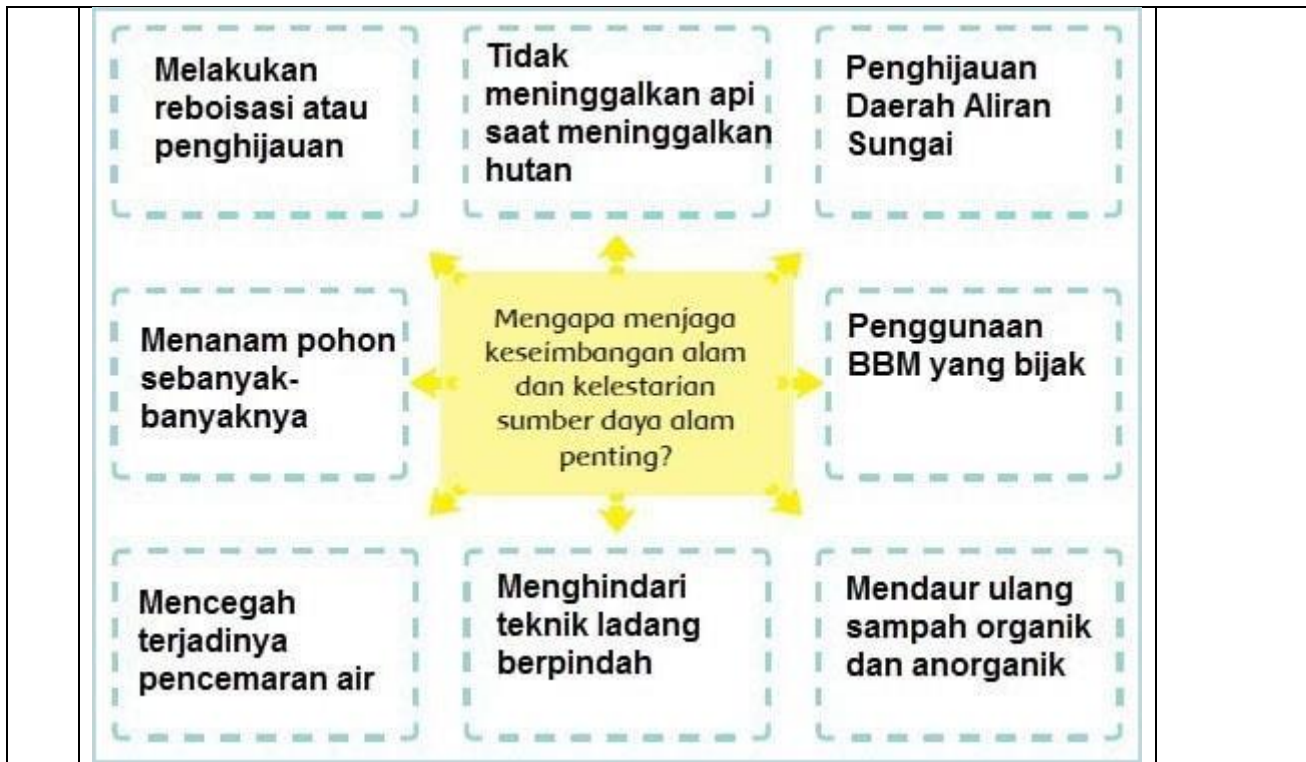 Melakukan
reboisasi atau
penghijauan
Tidak
meninggalkan api
saat meninggalkan
hutan
Penghijauan
Daerah Aliran
Sungai
Menanam pohon
sebanyak-
banyaknya
Mengapa menjaga
keseimbangan alam
dan kelestarian
sumber daya alam
penting?
Penggunaan
BBM yang bijak
Mencegah
terjadinya
pencemaran air
Menghindari
teknik ladang
berpindah
Mendaur ulang
sampah organik
dan anorganik